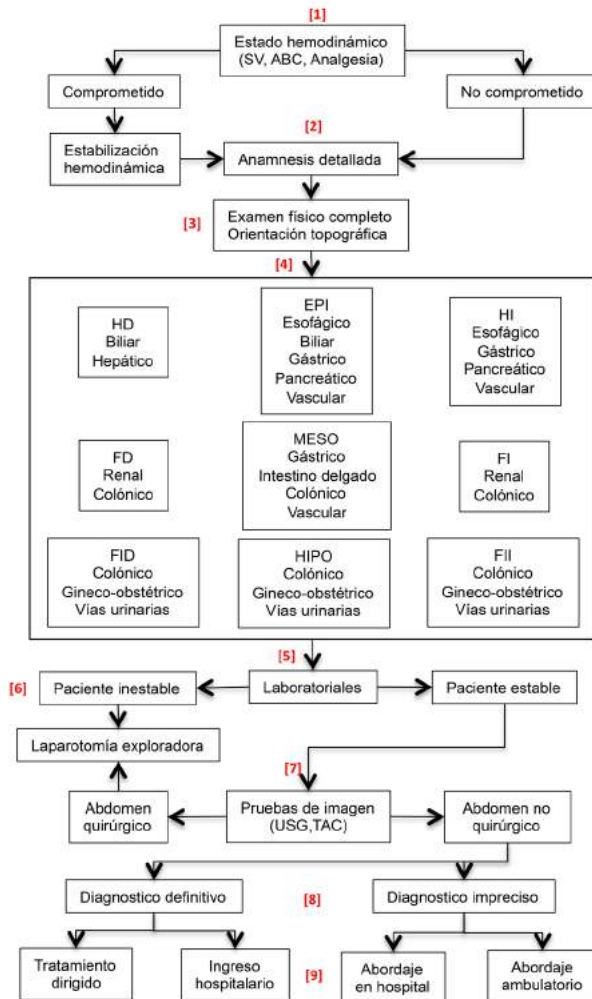 [1]
Estado hemodinámico
(SV, ABC, Analgesia)
Comprometido
No comprometido
[2]
Estabilización
hemodinámica
Anamnesis detallada
[3]
Examen físico completo
Orientación topográfica
[4]
HD
Biliar
Hepático
EPI
Esofágico
Biliar
Gástrico
Pancreático
Vascular
HI
Esofágico
Gástrico
Pancreático
Vascular
FD
Renal
Colónico
MESO
Gástrico
Intestino delgado
Colónico
Vascular
FI
Renal
Colónico
FID
Colónico
Gineco-obstétrico
Vías urinarias
HIPO
Colónico
Gineco-obstétrico
Vías urinarias
FII
Colónico
Gineco-obstétrico
Vías urinarias
[5]
[6]
Paciente inestable
Laboratoriales
Paciente estable
Laparotomía exploradora
[7]
Abdomen
quirúrgico
Pruebas de imagen
(USG,TAC)
Abdomen no
quirúrgico
Diagnostico definitivo
[8]
Diagnostico impreciso
Tratamiento
dirigido
Ingreso
hospitalario
[9]
Abordaje
en hospital
Abordaje
ambulatorio